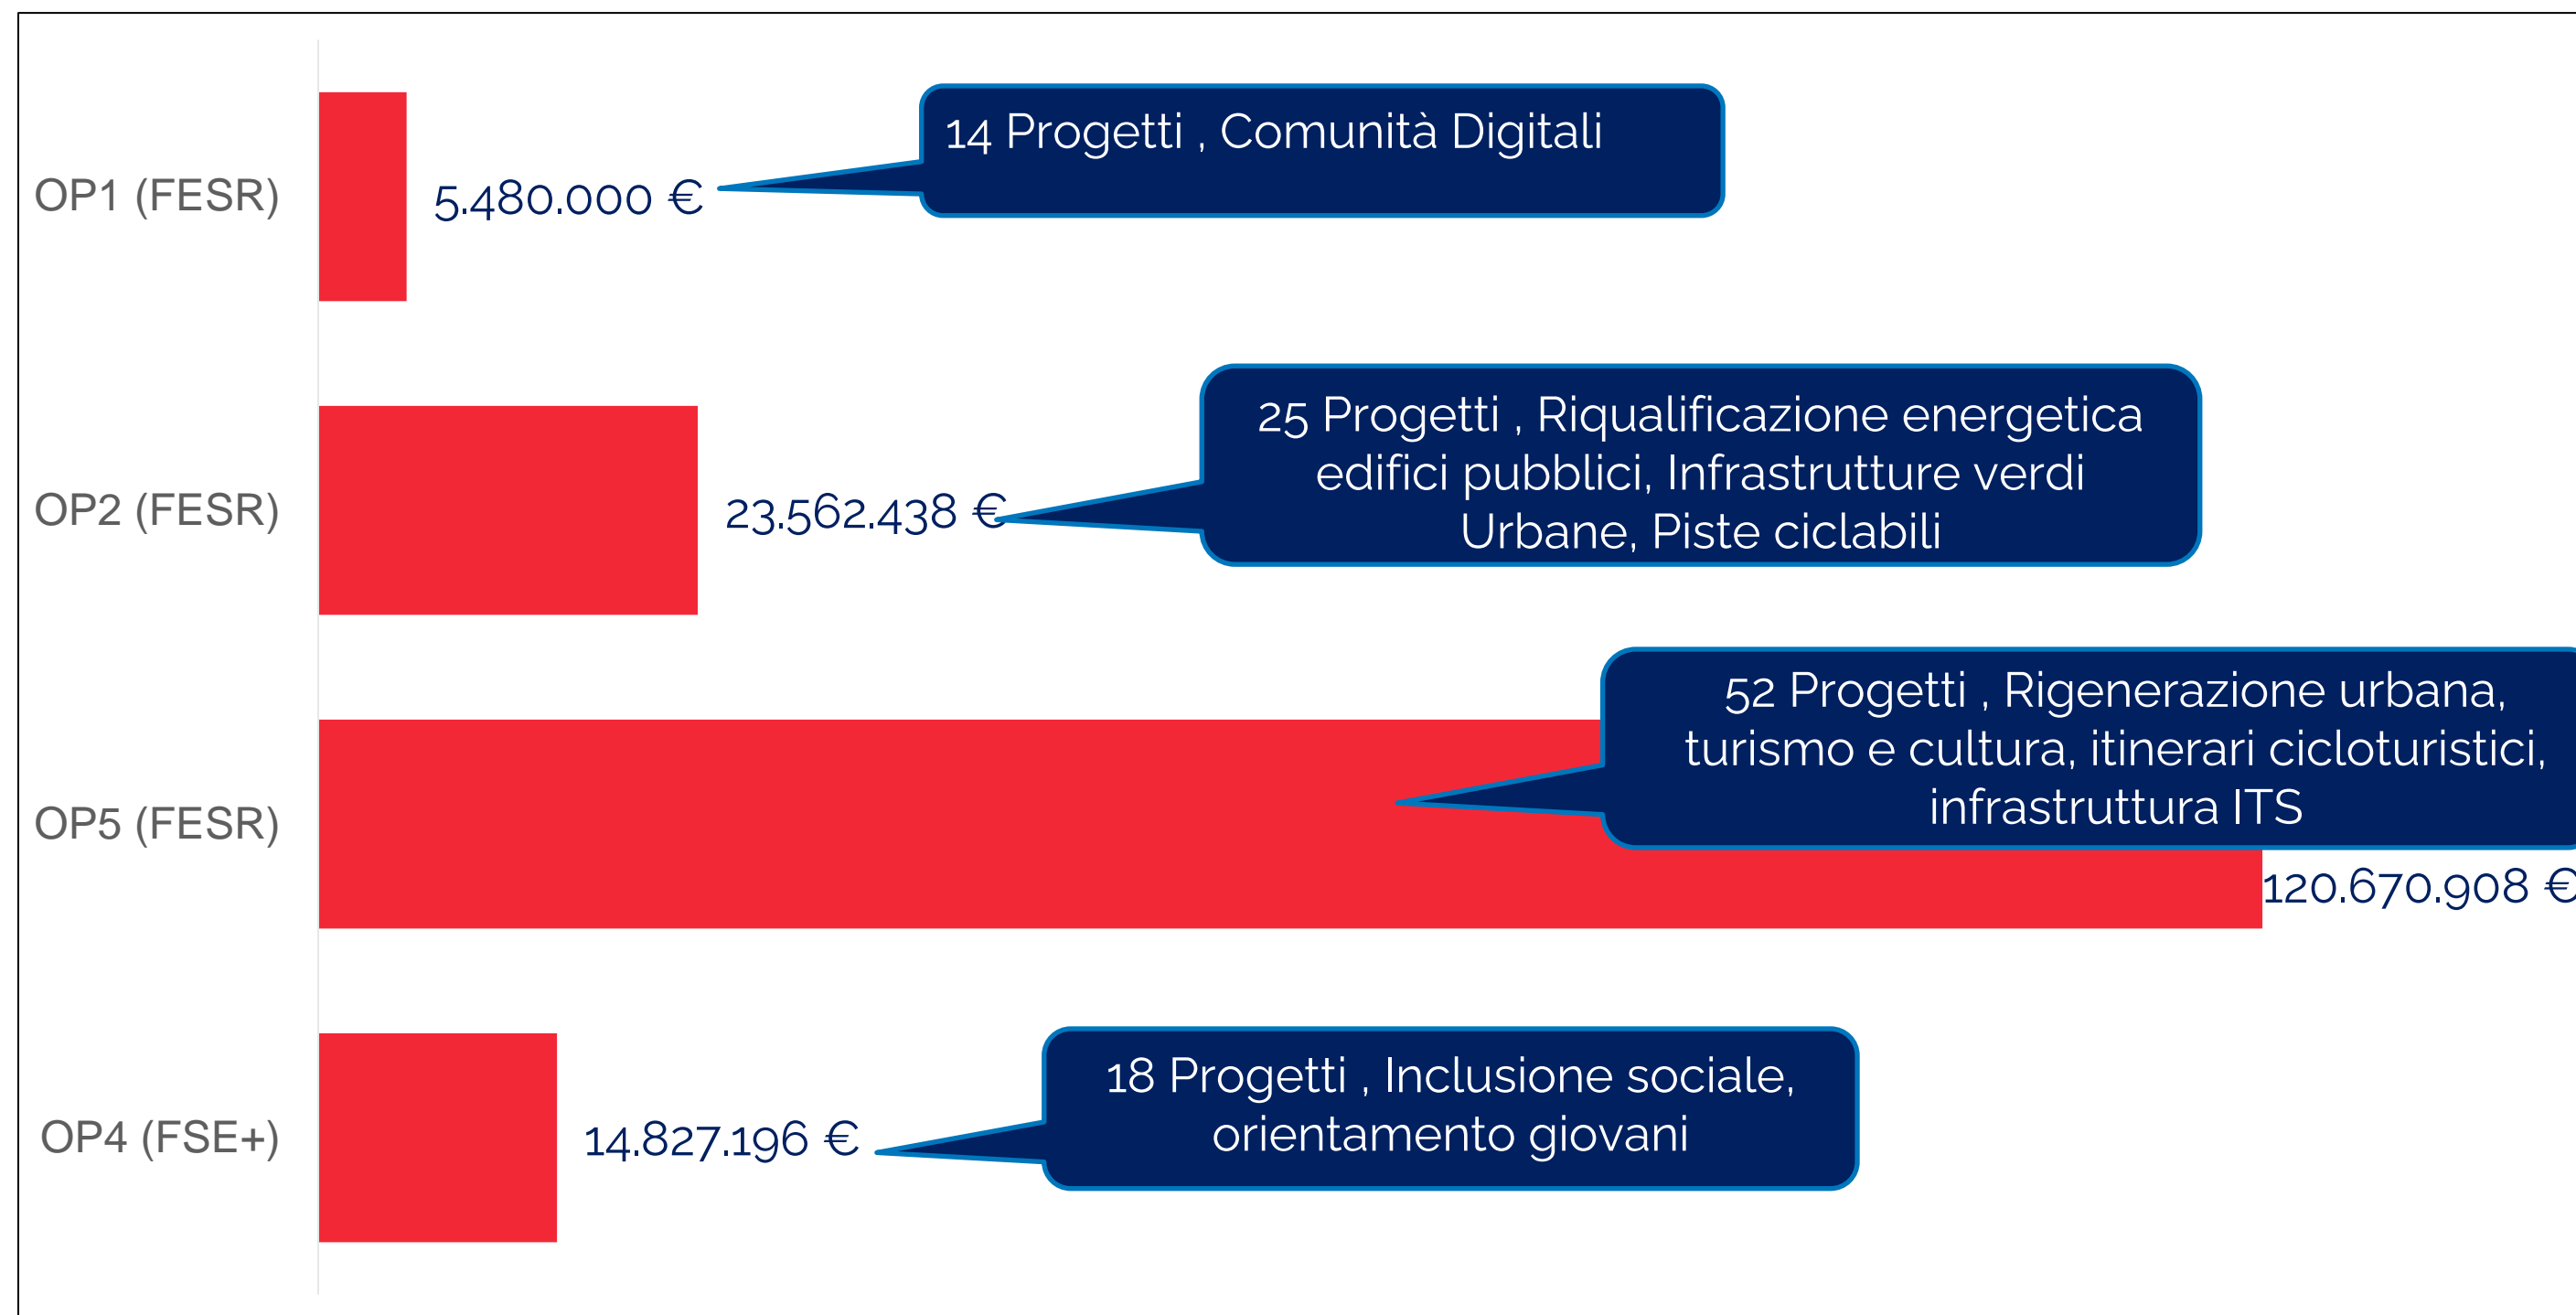 OP1 (FESR)
5.480.000 €
14 Progetti , Comunità Digitali
OP2 (FESR)
23.562.438 €
25 Progetti , Riqualificazione energetica
edifici pubblici, Infrastrutture verdi
Urbane, Piste ciclabili
OP5 (FESR)
52 Progetti , Rigenerazione urbana,
turismo e cultura, itinerari cicloturistici,
infrastruttura ITS
120.670.908 €
OP4 (FSE+)
14.827.196 €
18 Progetti , Inclusione sociale,
orientamento giovani